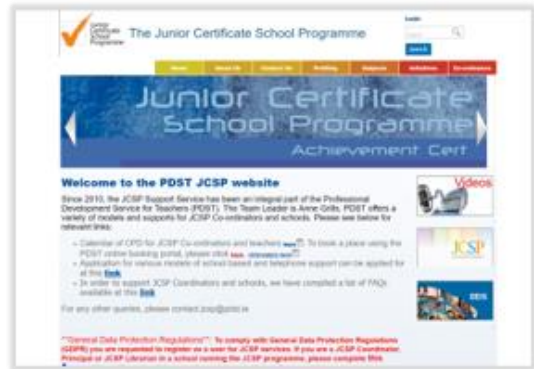 Junior
Certificate
School
Programme
The Junior Certificate School Programme
Login
Search
Home About Us Contact Us Profiling Subjects Initiatives Co-ordinators
Junior Certificate
School Programme
Achievement Cert
Welcome to the PDST JCSP website
Since 2010, the JCSP Support Service has been an integral part of the Professional
Development Service for Teachers (PDST). The Team Leader is Anne Grills. PDST offers a
variety of models and supports for JCSP Co-ordinators and schools. Please see below for
relevant links:
Calendar of CPD for JCSP Co-ordinators and teachers To book a place using the
PDST online booking portal, please click
Application for various models of school based and telephone support can be applied for
at this link
In order to support JCSP Coordinators and schools, we have compiled a list of FAQs
available at this link
For any other queries, please contact jcsp@pdst.ie
**General Data Protection Regulations**: To comply with General Data Protection Regulations
(GDPR) you are requested to register as a user for JCSP services. If you are a JCSP Coordinator,
Principal or JCSP Librarian in a school running the JCSP programme, please complete this
Videos
JCSP